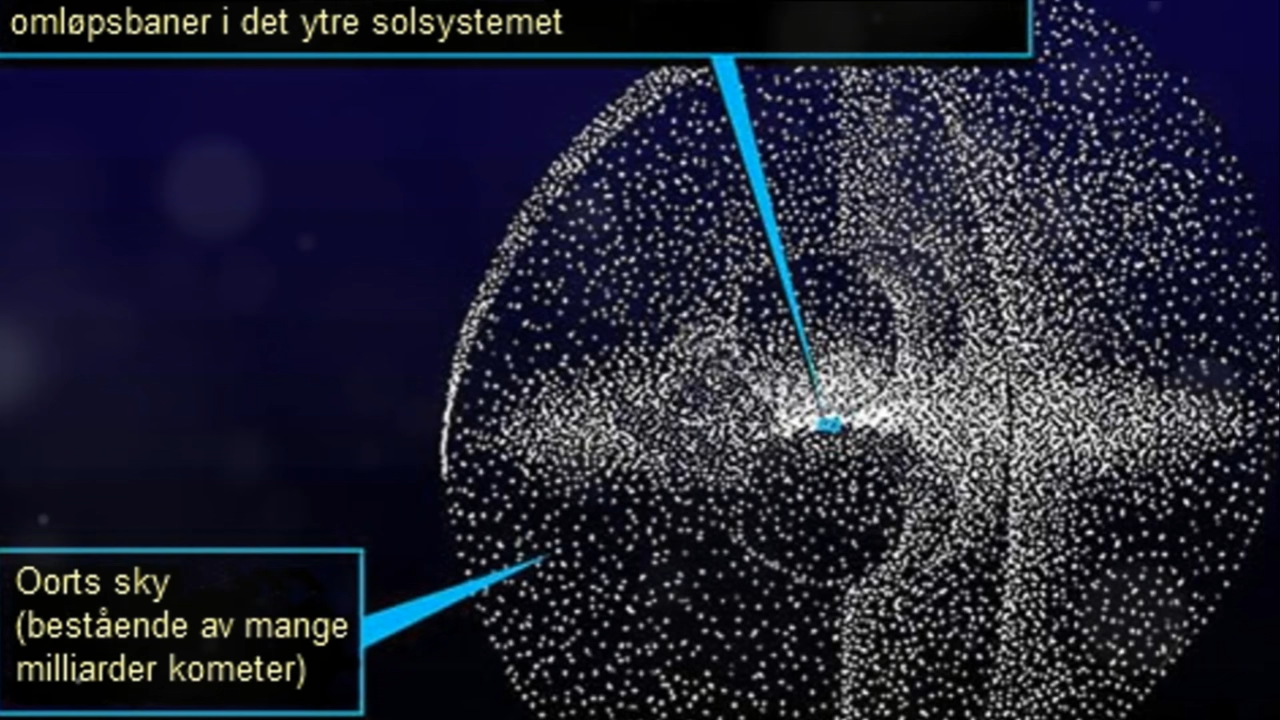 omløpsbaner i det ytre solsystemet
Oorts sky
(bestående av mange
milliarder kometer)